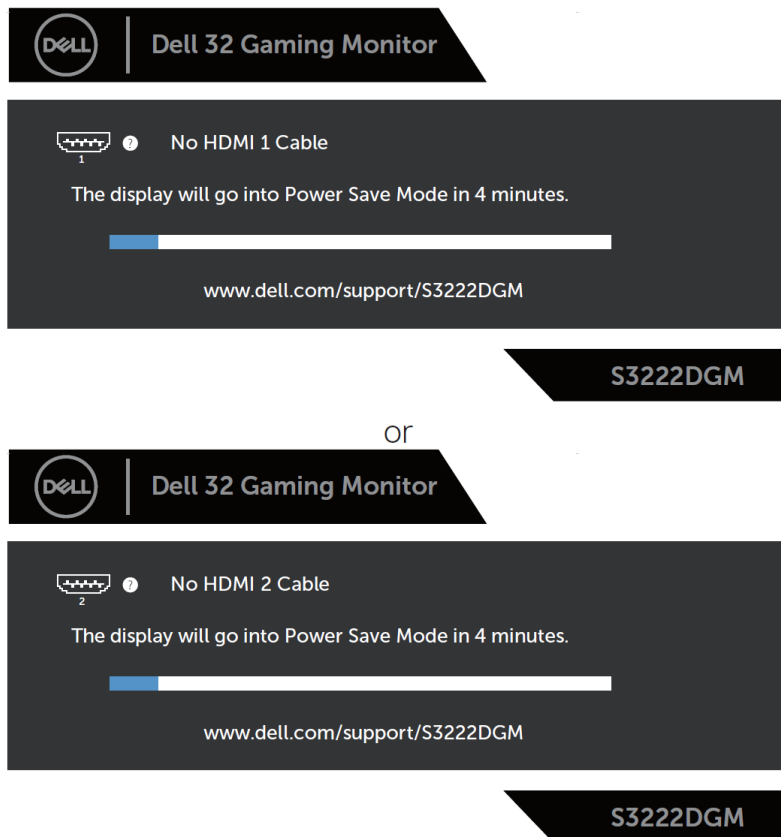 DELL
Dell 32 Gaming Monitor
1
?
No HDMI 1 Cable
The display will go into Power Save Mode in 4 minutes.
www.dell.com/support/S3222DGM
S3222DGM
or
DELL
Dell 32 Gaming Monitor
2
?
No HDMI 2 Cable
The display will go into Power Save Mode in 4 minutes.
www.dell.com/support/S3222DGM
S3222DGM